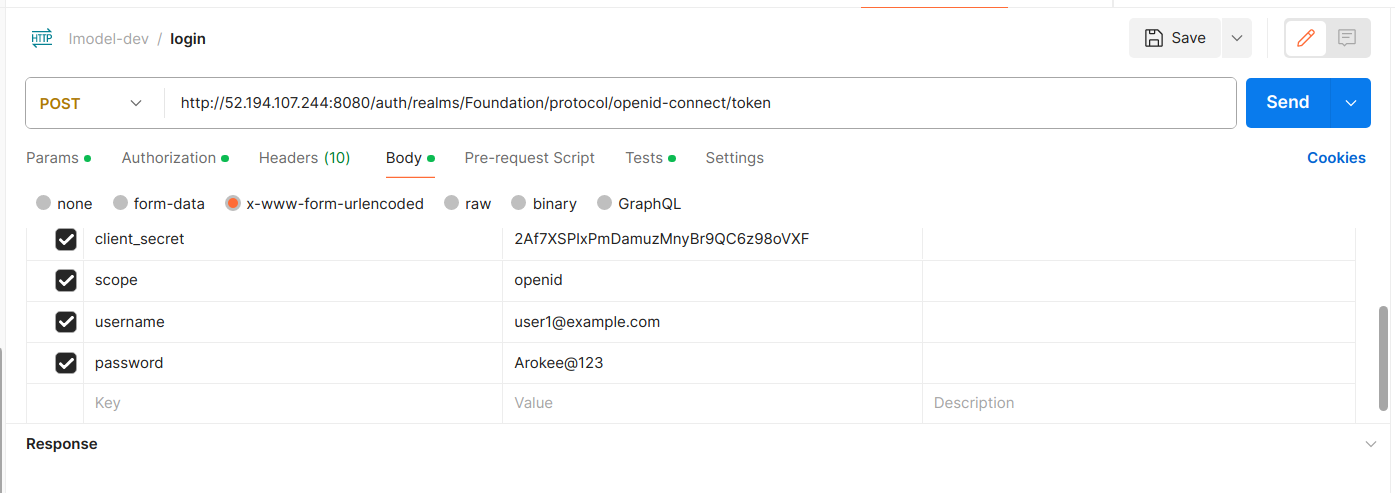 HTTP lmodel-dev / login Save
POST http://52.194.107.244:8080/auth/realms/Foundation/protocol/openid-connect/token Send
Params Authorization Headers (10) Body Pre-request Script Tests Settings Cookies
none form-data x-www-form-urlencoded raw binary GraphQL
client_secret 2Af7XSPlxPmDamuzMnyBr9QC6z98oVXF
scope openid
username user1@example.com
password Arokee@123
Key Value Description
Response